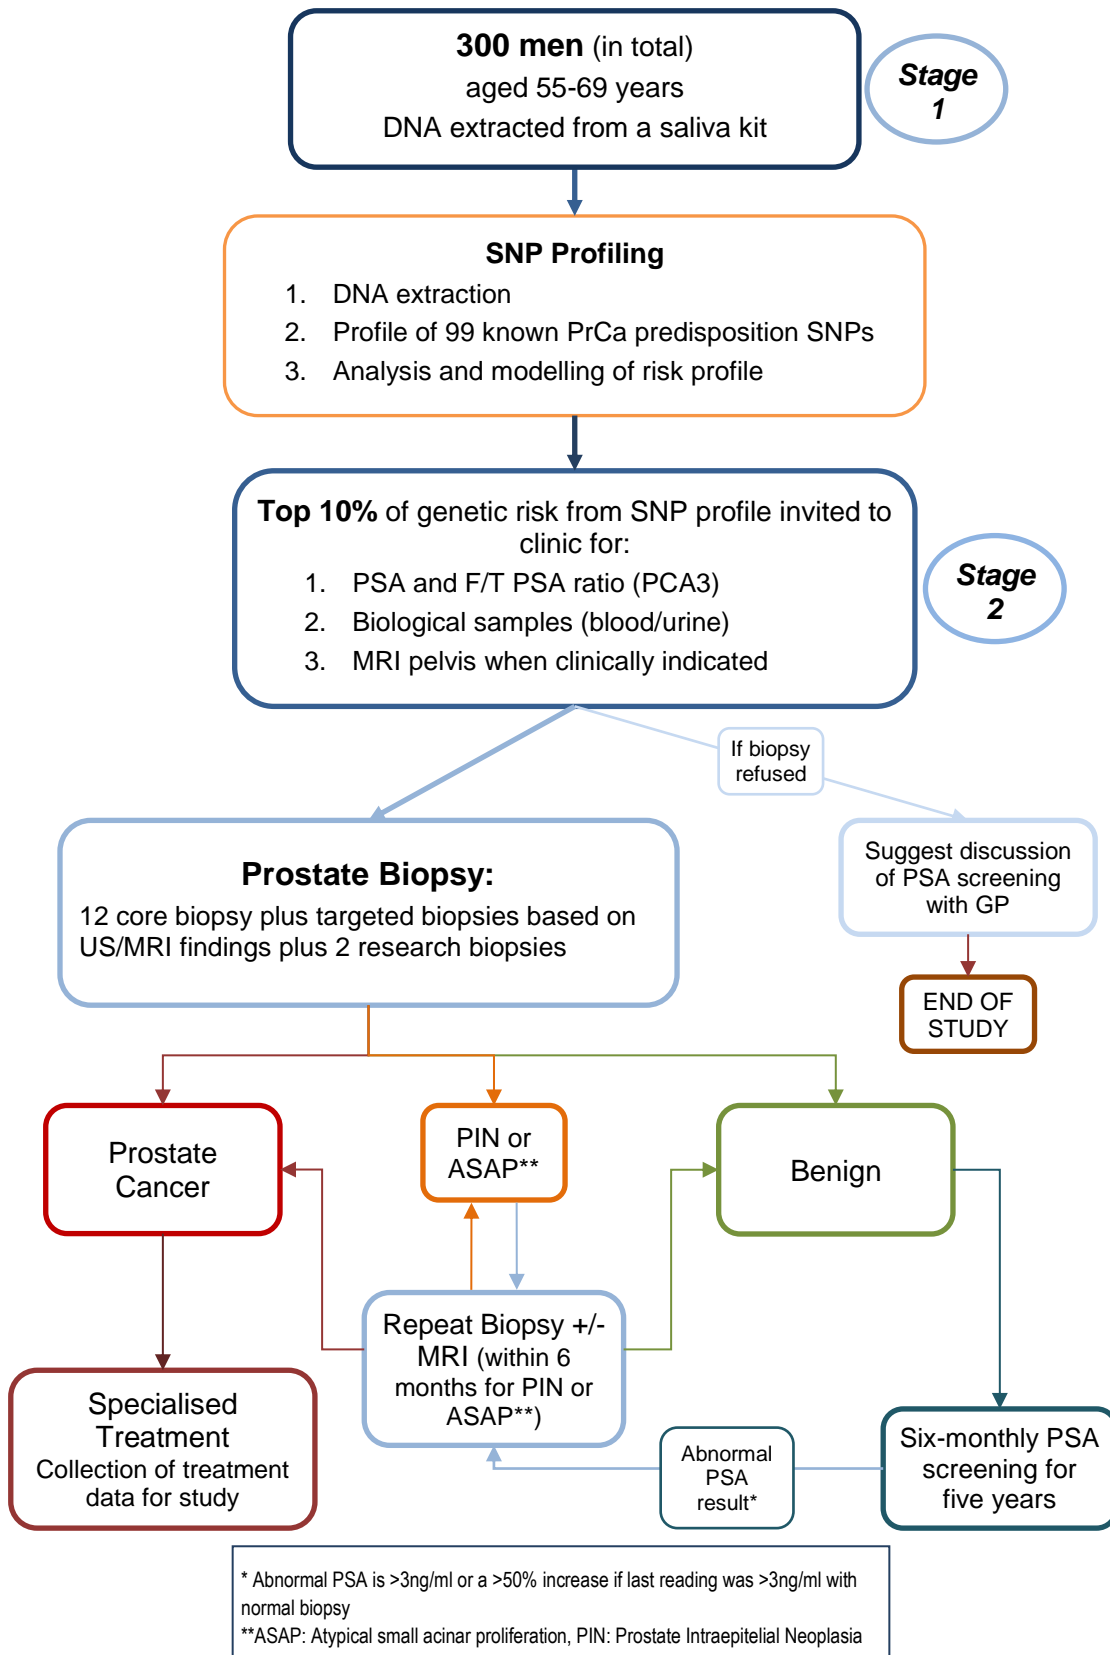 300 men (in total)
aged 55-69 years
DNA extracted from a saliva kit
Stage
1
SNP Profiling
1. DNA extraction
2. Profile of 99 known PrCa predisposition SNPs
3. Analysis and modelling of risk profile
Top 10% of genetic risk from SNP profile invited to
clinic for:
1. PSA and F/T PSA ratio (PCA3)
2. Biological samples (blood/urine)
3. MRI pelvis when clinically indicated
Stage
2
If biopsy
refused
Prostate Biopsy:
12 core biopsy plus targeted biopsies based on
US/MRI findings plus 2 research biopsies
Suggest discussion
of PSA screening
with GP
END OF
STUDY
Prostate
Cancer
PIN or
ASAP**
Benign
Repeat Biopsy +/-
MRI (within 6
months for PIN or
ASAP**)
Specialised
Treatment
Collection of treatment
data for study
Abnormal
PSA
result*
Six-monthly PSA
screening for
five years
* Abnormal PSA is >3ng/ml or a >50% increase if last reading was >3ng/ml with
normal biopsy
**ASAP: Atypical small acinar proliferation, PIN: Prostate Intraepitelial Neoplasia